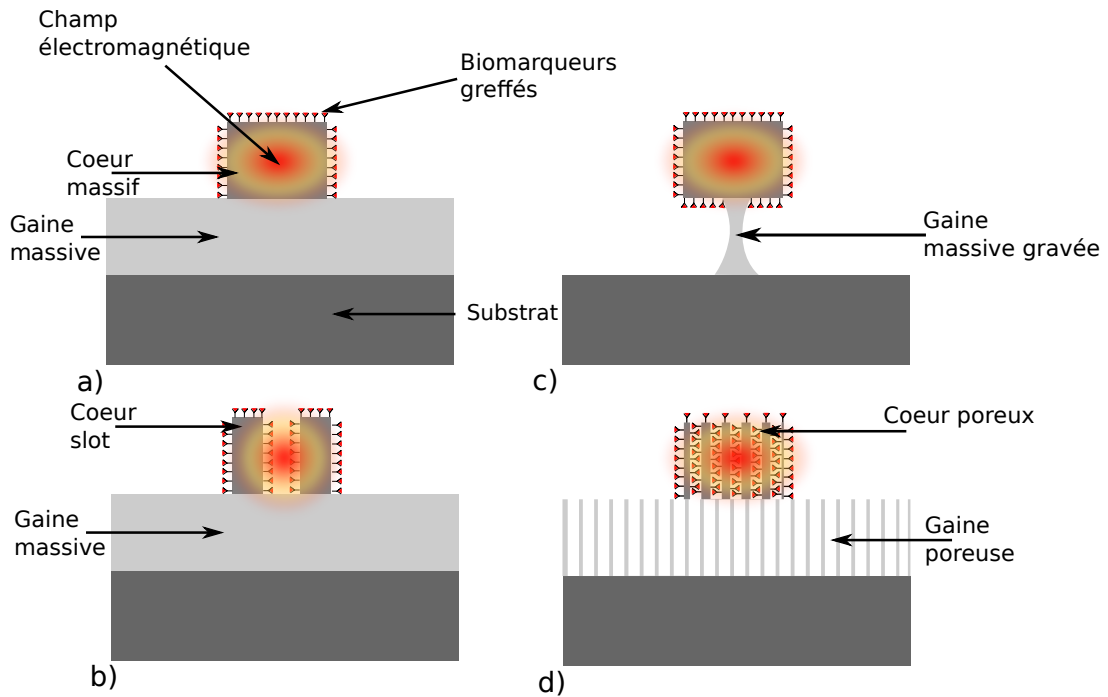 Champ
électromagnétique
Biomarqueurs
greffés
Coeur
massif
Gaine
massive
Substrat
a)
Gaine
massive gravée
c)
Coeur
slot
Gaine
massive
b)
Coeur poreux
Gaine
poreuse
d)